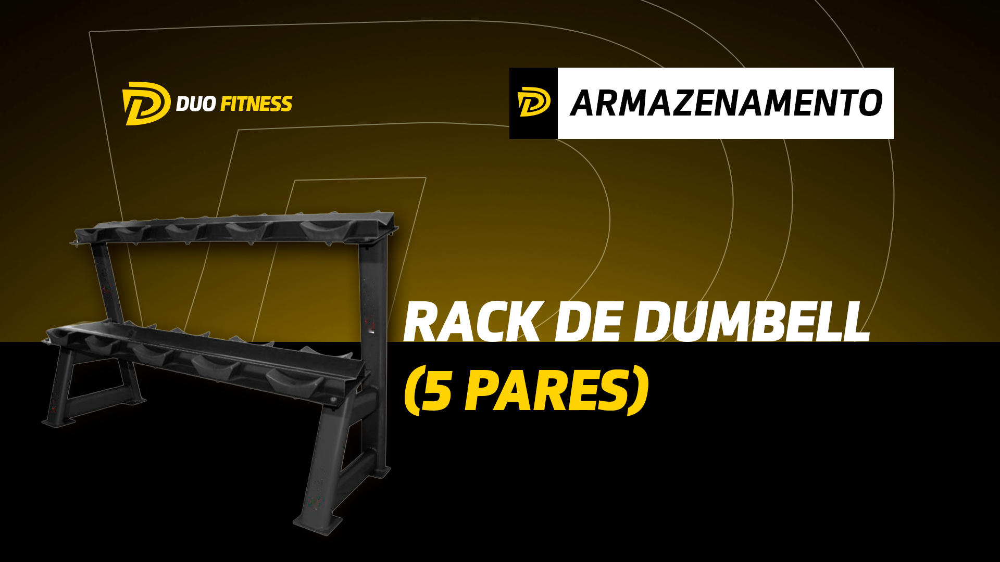 DUO FITNESS
ARMAZENAMENTO
RACK DE DUMBELL
(5 PARES)